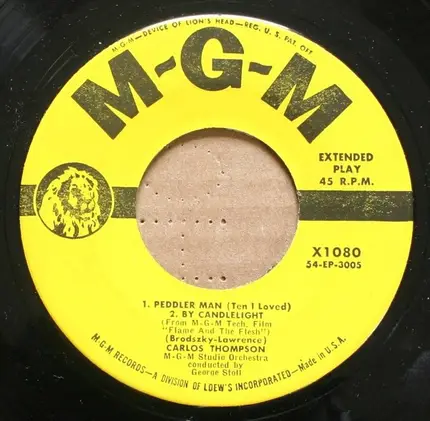 M-G-M—DEVICE OF LION'S HEAD—REG. U. S. PAT. OFF.
M-G-M
EXTENDED
PLAY
45 R.P.M.
X1080
54-EP-3005
1. PEDDLER MAN (Ten I Loved)
2. BY CANDLELIGHT
(From M-G-M Tech. Film
"Flame And The Flesh")
(Brodszky-Lawrence)
CARLOS THOMPSON
M-G-M Studio Orchestra
conducted by
George Stoll
M-G-M RECORDS—A DIVISION OF LOEW'S INCORPORATED—Made in U.S.A.